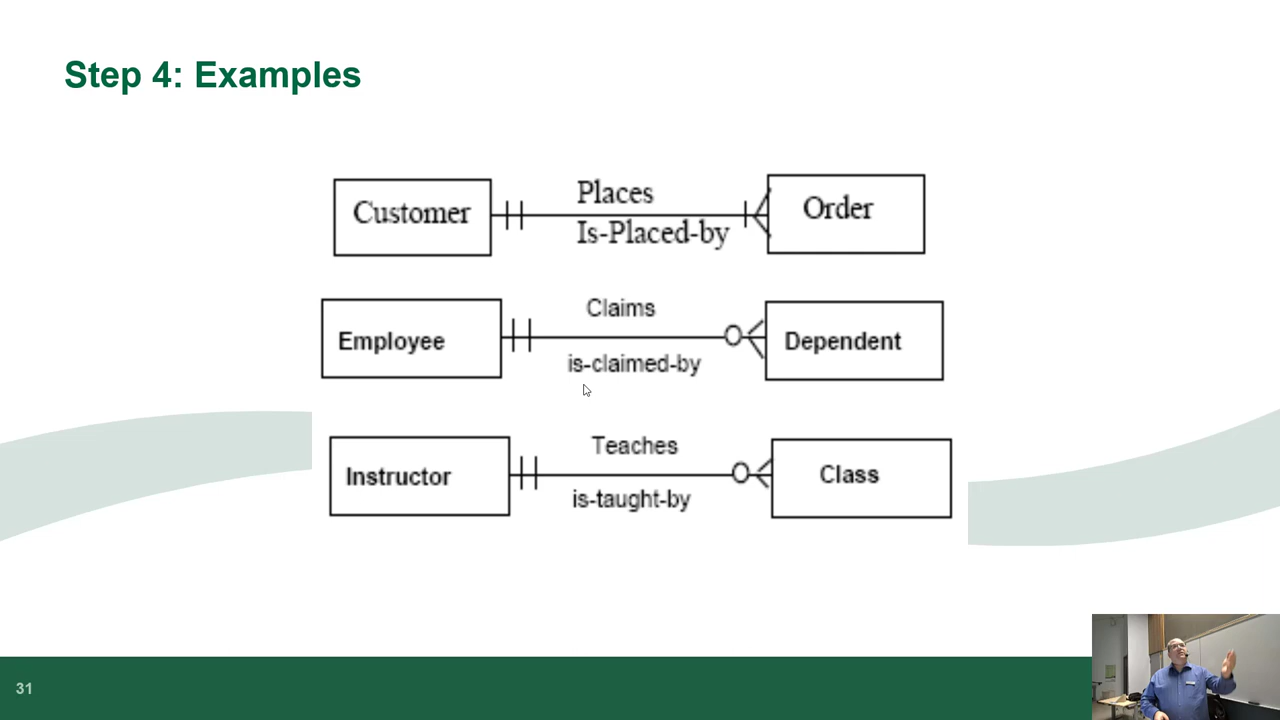 Step 4: Examples
Customer
Places
Is-Placed-by
Order
Employee
Claims
is-claimed-by
Dependent
Instructor
Teaches
is-taught-by
Class
31